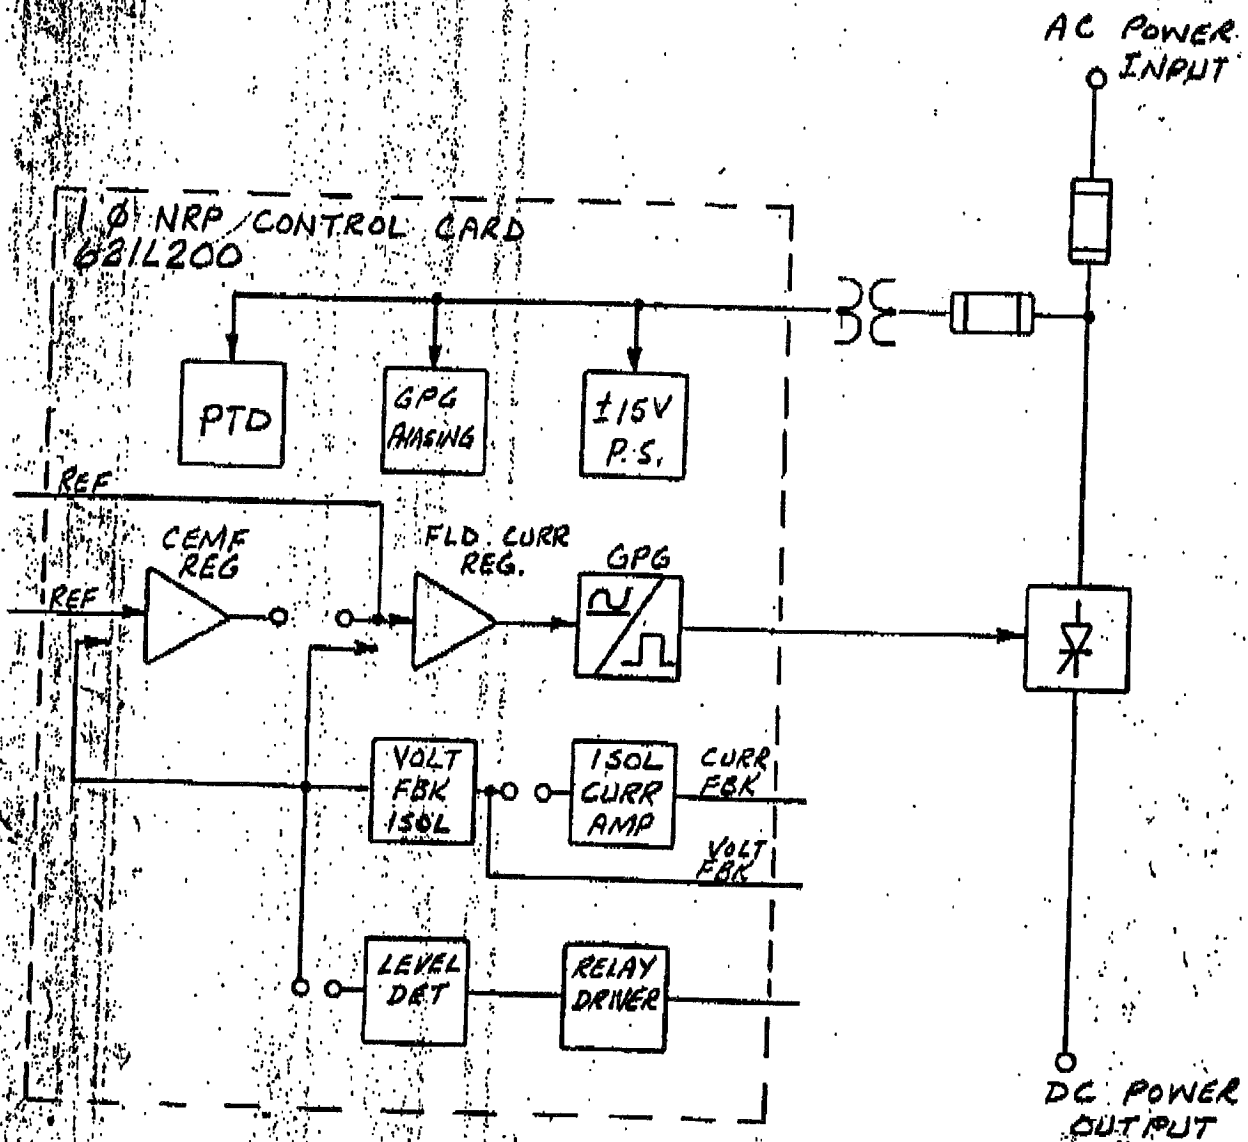 AC POWER
INPUT
1 Ø NRP CONTROL CARD
631L200
PTD
GPG
PHASING
±15V
P.S.
REF
CEMF
REG
FLD. CURR
REG.
GPG
REF
VOLT
FBK
ISOL
ISOL
CURR
AMP
CURR
FBK
VOLT
FBK
LEVEL
DET
RELAY
DRIVER
DC POWER
OUTPUT